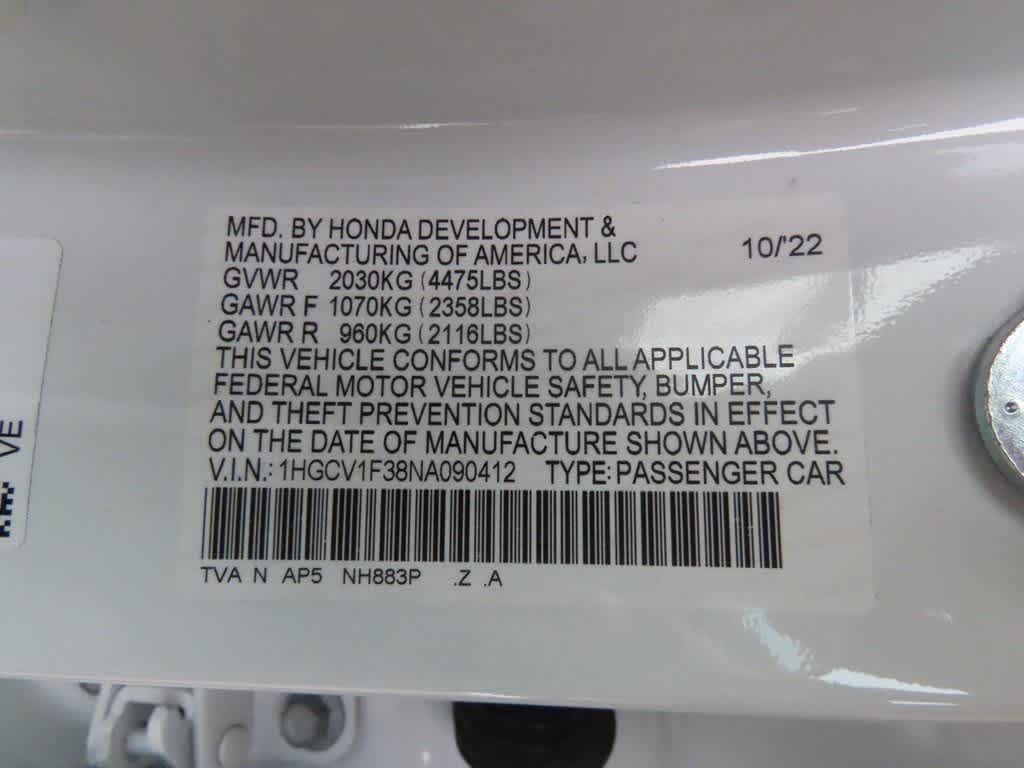 MFD. BY HONDA DEVELOPMENT &
MANUFACTURING OF AMERICA, LLC 10/'22
GVWR 2030KG (4475LBS)
GAWR F 1070KG (2358LBS)
GAWR R 960KG (2116LBS)
THIS VEHICLE CONFORMS TO ALL APPLICABLE
FEDERAL MOTOR VEHICLE SAFETY, BUMPER,
AND THEFT PREVENTION STANDARDS IN EFFECT
ON THE DATE OF MANUFACTURE SHOWN ABOVE.
V.I.N.: 1HGCV1F38NA090412 TYPE: PASSENGER CAR
TVA N AP5 NH883P .Z .A
VE